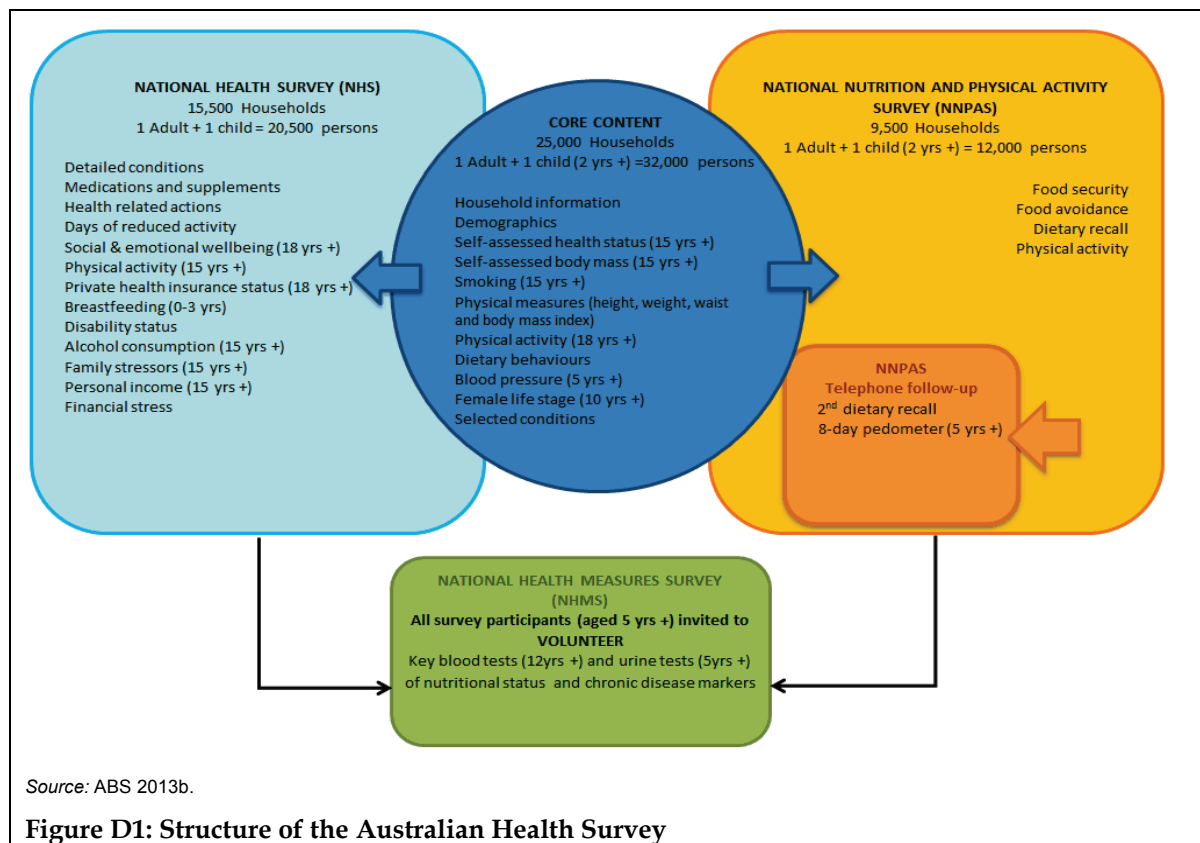 NATIONAL HEALTH SURVEY (NHS)
15,500 Households
1 Adult + 1 child = 20,500 persons
Detailed conditions
Medications and supplements
Health related actions
Days of reduced activity
Social & emotional wellbeing (18 yrs +)
Physical activity (15 yrs +)
Private health insurance status (18 yrs +)
Breastfeeding (0-3 yrs)
Disability status
Alcohol consumption (15 yrs +)
Family stressors (15 yrs +)
Personal income (15 yrs +)
Financial stress
CORE CONTENT
25,000 Households
1 Adult + 1 child (2 yrs +) =32,000 persons
Household information
Demographics
Self-assessed health status (15 yrs +)
Self-assessed body mass (15 yrs +)
Smoking (15 yrs +)
Physical measures (height, weight, waist
and body mass index)
Physical activity (18 yrs +)
Dietary behaviours
Blood pressure (5 yrs +)
Female life stage (10 yrs +)
Selected conditions
NATIONAL NUTRITION AND PHYSICAL ACTIVITY
SURVEY (NNPAS)
9,500 Households
1 Adult + 1 child (2 yrs +) = 12,000 persons
Food security
Food avoidance
Dietary recall
Physical activity
NNPAS
Telephone follow-up
2nd dietary recall
8-day pedometer (5 yrs +)
NATIONAL HEALTH MEASURES SURVEY
(NHMS)
All survey participants (aged 5 yrs +) invited to
VOLUNTEER
Key blood tests (12yrs +) and urine tests (5yrs +)
of nutritional status and chronic disease markers
Source: ABS 2013b.
Figure D1: Structure of the Australian Health Survey